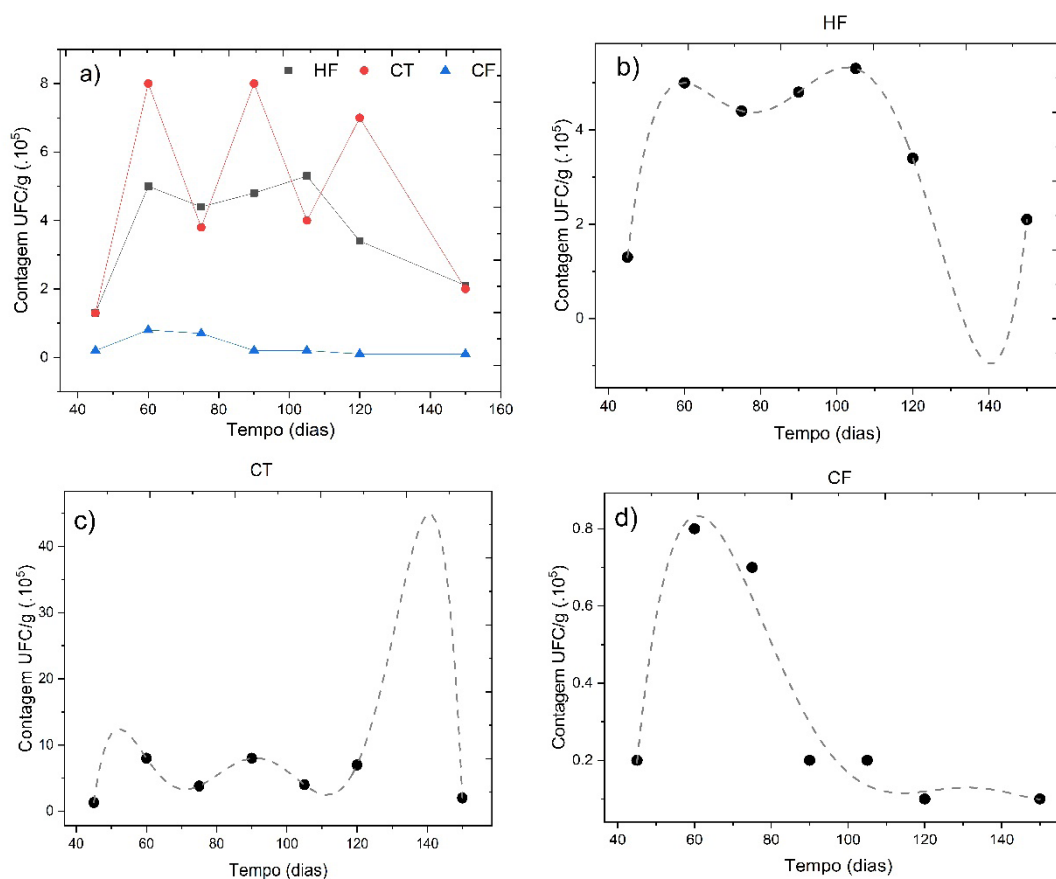 a)
HF CT CF
Contagem UFC/g (.10⁵)
8
6
4
2
0
40 60 80 100 120 140 160
Tempo (dias)
HF
b)
Contagem UFC/g (.10⁵)
4
2
0
40 60 80 100 120 140
Tempo (dias)
CT
c)
Contagem UFC/g (.10⁵)
40
30
20
10
0
40 60 80 100 120 140
Tempo (dias)
CF
d)
Contagem UFC/g (.10⁵)
0.8
0.6
0.4
0.2
40 60 80 100 120 140
Tempo (dias)